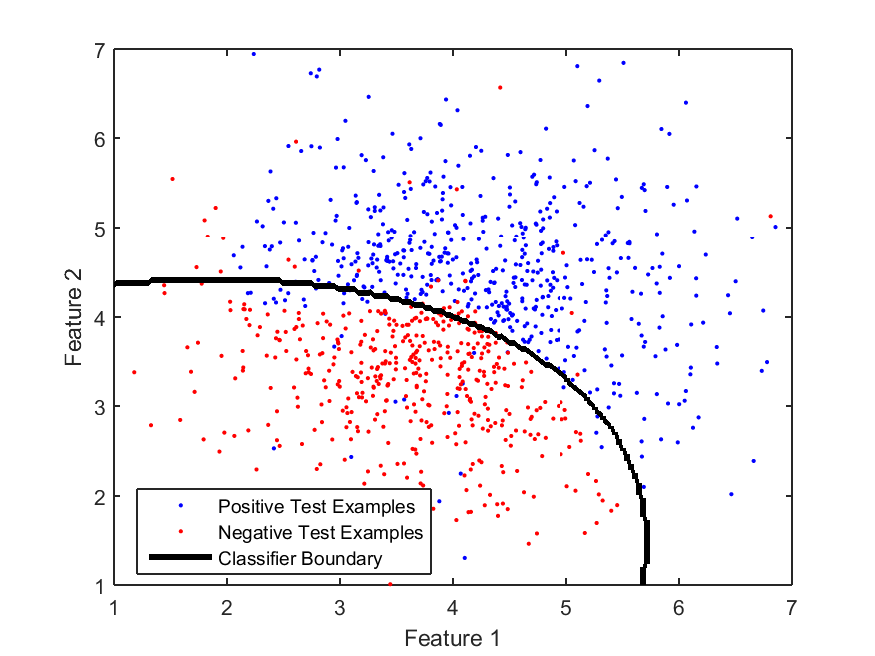 7
6
5
4
3
2
1
Feature 2
Positive Test Examples
Negative Test Examples
Classifier Boundary
1 2 3 4 5 6 7
Feature 1